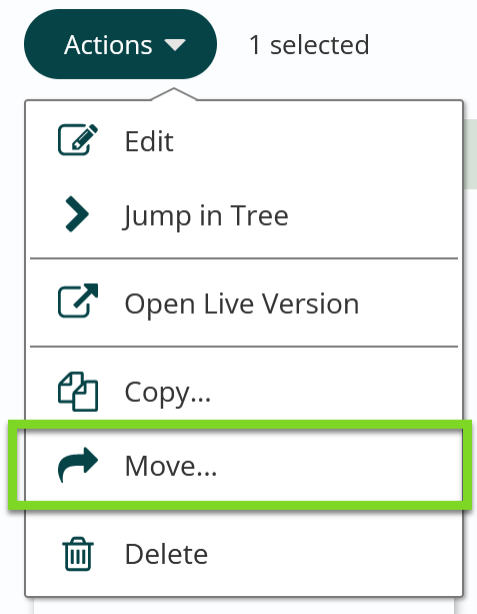 Actions 1 selected
Edit
Jump in Tree
Open Live Version
Copy...
Move...
Delete